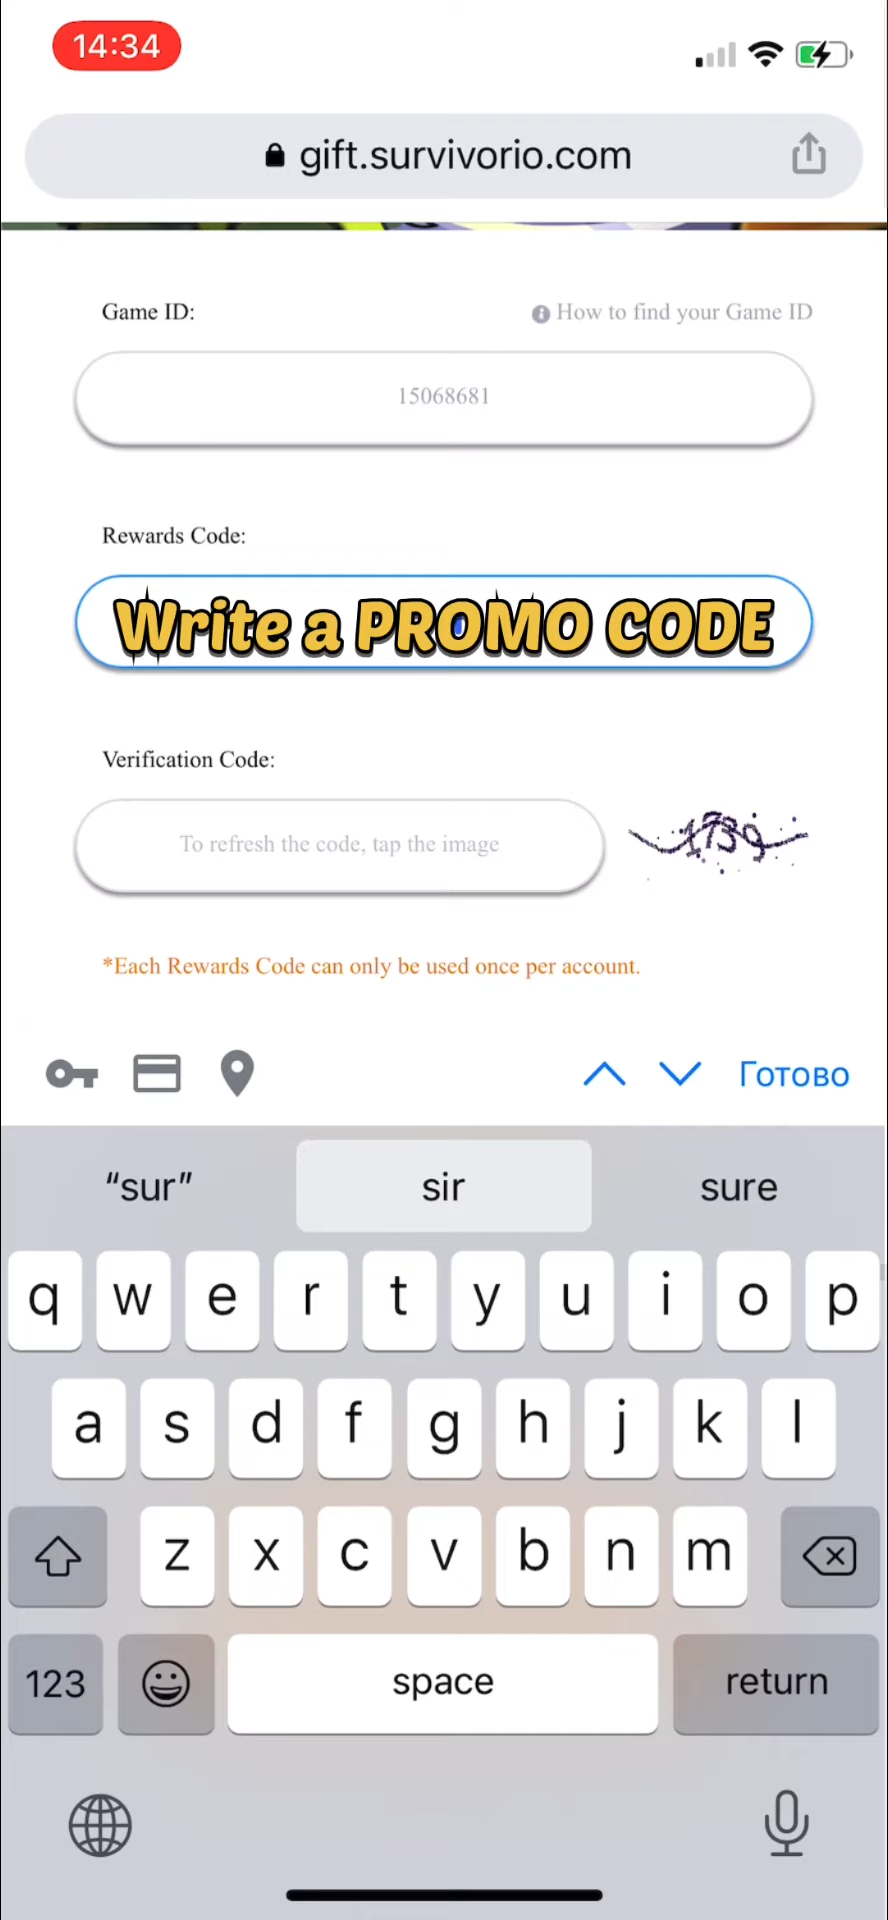 14:34
gift.survivorio.com
Game ID:
How to find your Game ID
15068681
Rewards Code:
Write a PROMO CODE
Verification Code:
To refresh the code, tap the image
1739
*Each Rewards Code can only be used once per account.
Готово
“sur”
sir
sure
q w e r t y u i o p
a s d f g h j k l
z x c v b n m
123
space
return